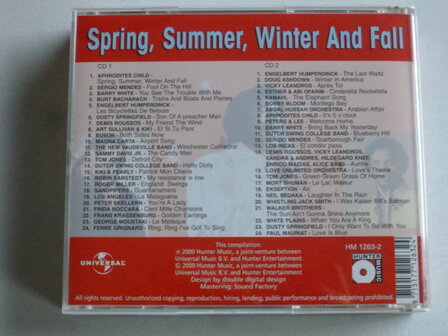 Spring, Summer, Winter And Fall
CD 1
1. APHRODITES CHILD -
Spring, Summer, Winter And Fall
2. SERGIO MENDES - Fool On The Hill
3. BARRY WHITE - You See The Trouble With Me
4. BURT BACHARACH - Trains And Boats And Planes
5. ENGELBERT HUMPERDINCK -
Les Bicyclettes De Belsize
6. DUSTY SPRINGFIELD - Son Of A preacher Man
7. DEMIS ROUSSOS - My Friend The Wind
8. ART SULLIVAN & KIKI - Et Si Tu Pars
9. EUSON - Both Sides Now
10. MAGNA CARTA - Airport Song
11. THE NEW VAUDEVILLE BAND - Winchester Cathedral
12. SAMMY DAVIS JR. - The Candy Man
13. TOM JONES - Detroit City
14. DUTCH SWING COLLEGE BAND - Hello Dolly
15. KIKI & PEARLY - Patrick Mon Cherie
16. ROBIN SARSTEDT - My resistance is low
17. ROGER MILLER - England Swings
18. SANDPIPERS - Guantanamera
19. LOS ANGELES - La Malaguena
20. PETER SKELLERN - You're A Lady
21. FRIDA BOCCARA - Cent Mille Chansons
22. FRANS KRASSENBURG - Golden Earrings
23. GEORGE MOUSTAKI - Le Meteque
24. FERRE GRIGNARD - Ring, Ring I've Got To Sing
CD 2
1. ENGELBERT HUMPERDINCK - The Last Waltz
2. DOUG ASHDOWN - Winter In America
3. VICKY LEANDROS - Après Toi
4. ESTHER & ABI OFARIM - Cinderella Rockefella
5. KAMAHL - The Elephant Song
6. BOBBY BLOOM - Montego Bay
7. ABDAL HUSSAN ORCHESTRA - Arabian Affair
8. APHRODITES CHILD - It's 5 o'clock
9. PETERS & LEE - Welcome Home
10. BARRY WHITE - Bring Back My Yesterday
11. DUTCH SWING COLLEGE BAND - Blueberry Hill
12. SERGIO MENDES - Scarborough Fair
13. LOS INCAS - El condor pasa
14. DEMIS ROUSSOS, VICKY LEANDROS,
SANDRA & ANDRES, HILDEGARD KNEF,
ENRICO MACIAS, ALICE BABS - Auntie
15. LOVE UNLIMITED ORCHESTRA - Love's Theme
16. TOM JONES - Green Green Grass Of Home
17. MORT SHUMAN - Le Lac Majeur
18. EKSEPTION - Air
19. NEIL SEDAKA - Laughter In The Rain
20. WHISTLING JACK SMITH - I Was Kaiser Bill's Batman
21. WALKER BROTHERS -
The Sun Ain't Gonna Shine Anymore
22. WHITE PLAINS - When You Are A King
23. DUSTY SPRINGFIELD - I Only Want To Be With You
24. PAUL MAURIAT - Love Is Blue
UNIVERSAL
This compilation:
℗ 2000 Hunter Music, a joint-venture between
Universal Music B.V. and Hunter Entertainment
© 2000 Hunter Music, a joint-venture between
Universal Music B.V. and Hunter Entertainment
Design by double digital design
Mastering: Sound Factory
HM 1263-2
HUNTER
MUSIC
All rights reserved. Unauthorized copying, reproduction, hiring, lending, public performance and broadcasting prohibited.